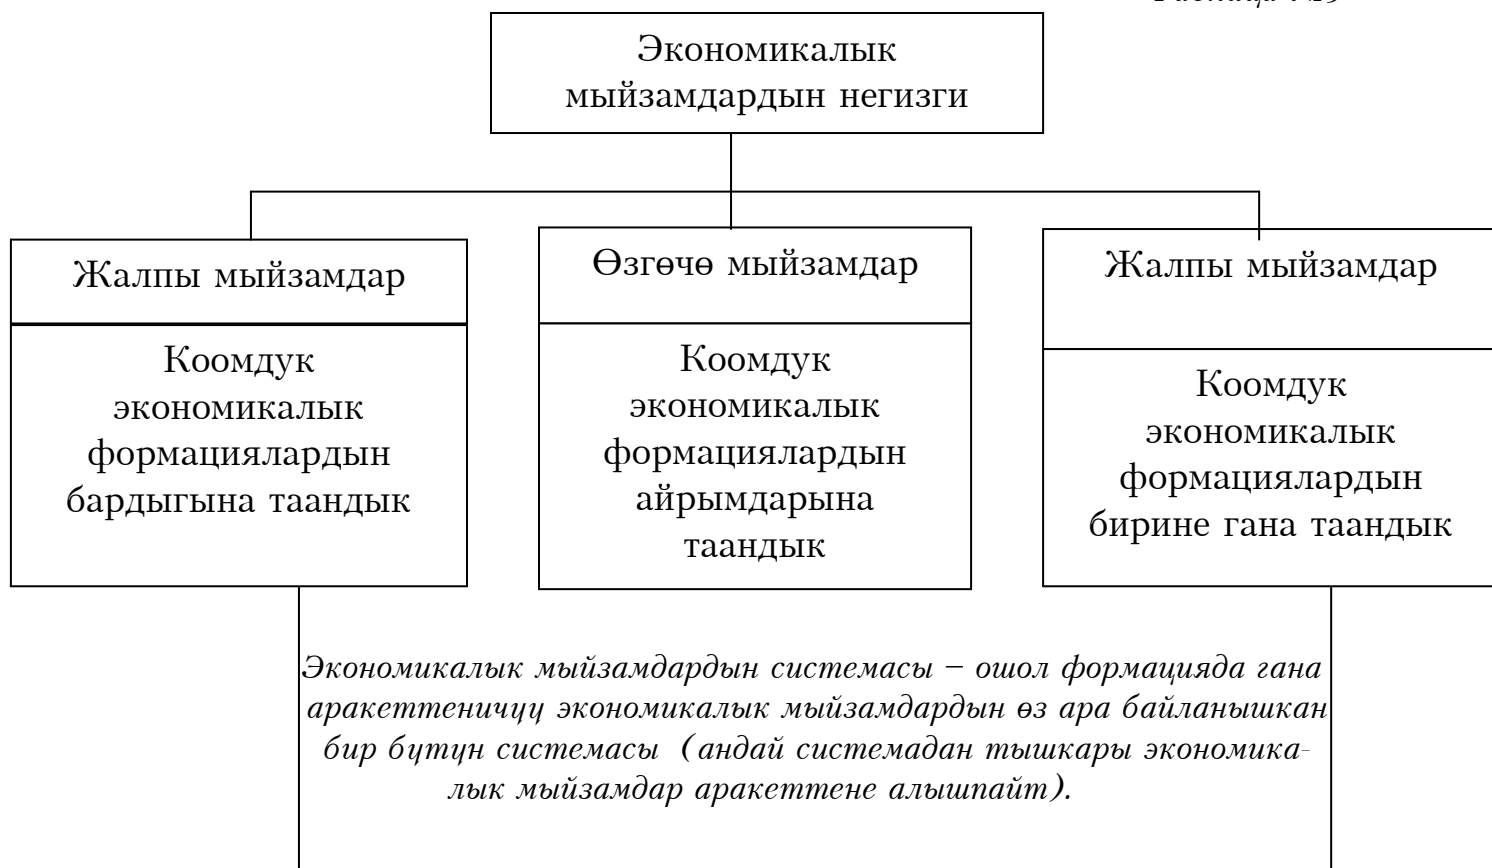 Экономикалык
мыйзамдардын негизги
Жалпы мыйзамдар
Коомдук
экономикалык
формациялардын
бардыгына таандык
Өзгөчө мыйзамдар
Коомдук
экономикалык
формациялардын
айрымдарына
таандык
Жалпы мыйзамдар
Коомдук
экономикалык
формациялардын
бирине гана таандык
Экономикалык мыйзамдардын системасы – ошол формацияда гана
аракеттеничүү экономикалык мыйзамдардын өз ара байланышкан
бир бүтүн системасы (андай системадан тышкары экономика-
лык мыйзамдар аракеттене алышпайт).